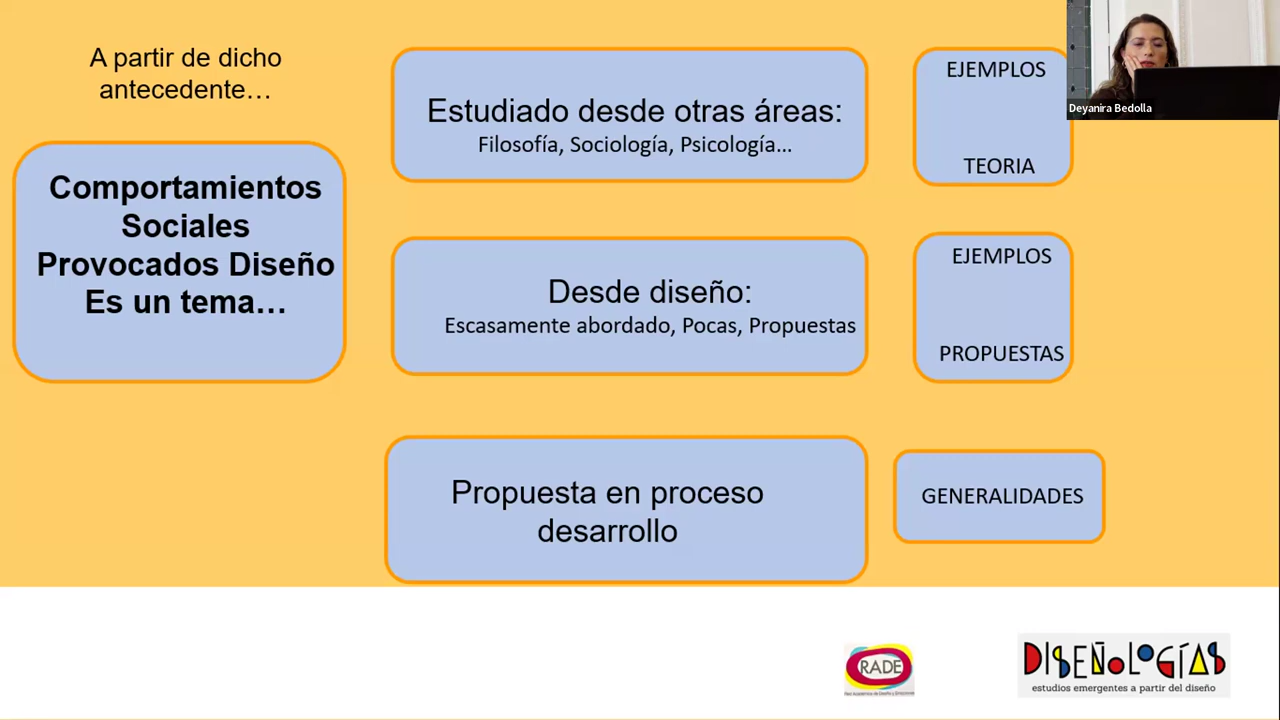 A partir de dicho
antecedente…
Comportamientos
Sociales
Provocados Diseño
Es un tema…
Estudiado desde otras áreas:
Filosofía, Sociología, Psicología…
EJEMPLOS
TEORIA
Desde diseño:
Escasamente abordado, Pocas, Propuestas
EJEMPLOS
PROPUESTAS
Propuesta en proceso
desarrollo
GENERALIDADES
Deyanira Bedolla
RADE
DISEÑOLOGÍAS
estudios emergentes a partir del diseño